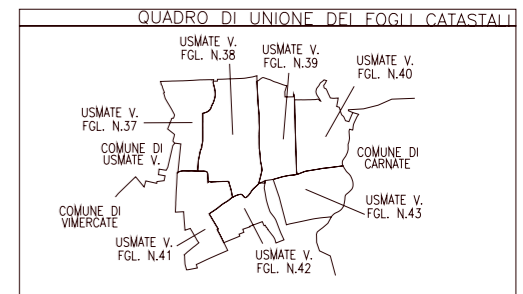 QUADRO DI UNIONE DEI FOGLI CATASTALI
USMATE V.
FGL. N.38
USMATE V.
FGL. N.39
USMATE V.
FGL. N.40
USMATE V.
FGL. N.37
COMUNE DI
USMATE V.
COMUNE DI
CARNATE
COMUNE DI
VIMERCATE
USMATE V.
FGL. N.43
USMATE V.
FGL. N.41
USMATE V.
FGL. N.42